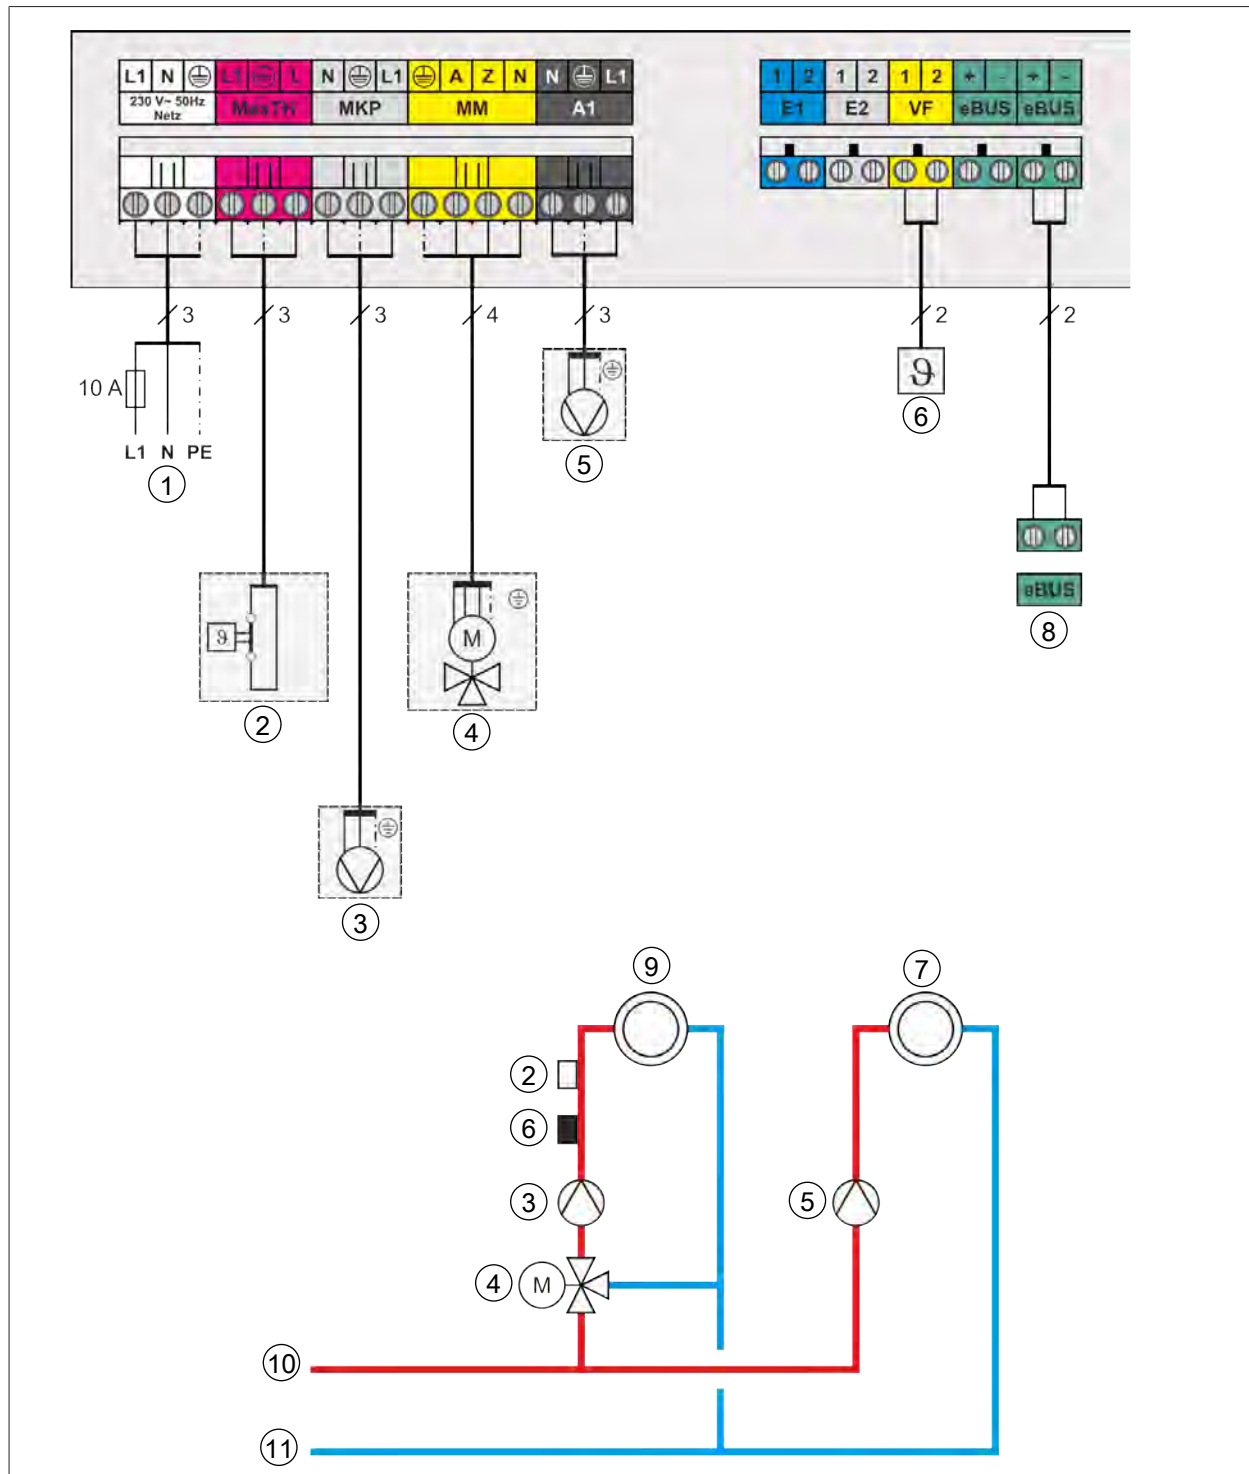 L1 N L1 L N L1 A Z N N L1 1 2 1 2 1 2 + - + -
230 V~ 50Hz
Netz
MaxTH MKP MM A1 E1 E2 VF eBUS eBUS
3 3 3 4 3 2 2
10 A
L1 N PE
1
ϑ
6
5
eBUS
8
ϑ
M
2
4
3
9
7
2
6
3
5
4
M
10
11